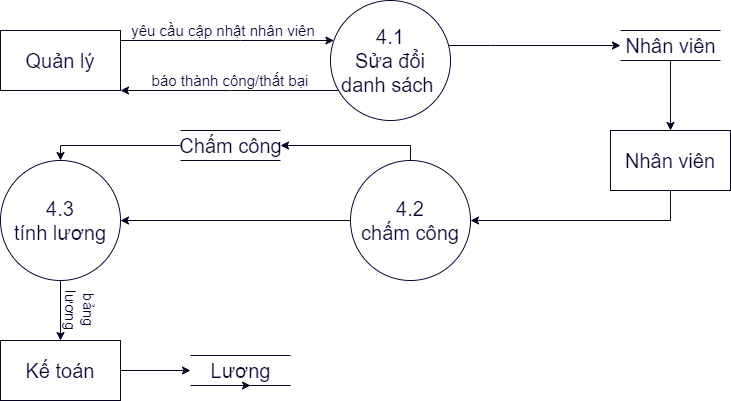 yêu cầu cập nhật nhân viên
Quản lý
báo thành công/thất bại
4.1
Sửa đổi
danh sách
Nhân viên
Nhân viên
Chấm công
4.3
tính lương
4.2
chấm công
bảng
lương
Kế toán
Lương